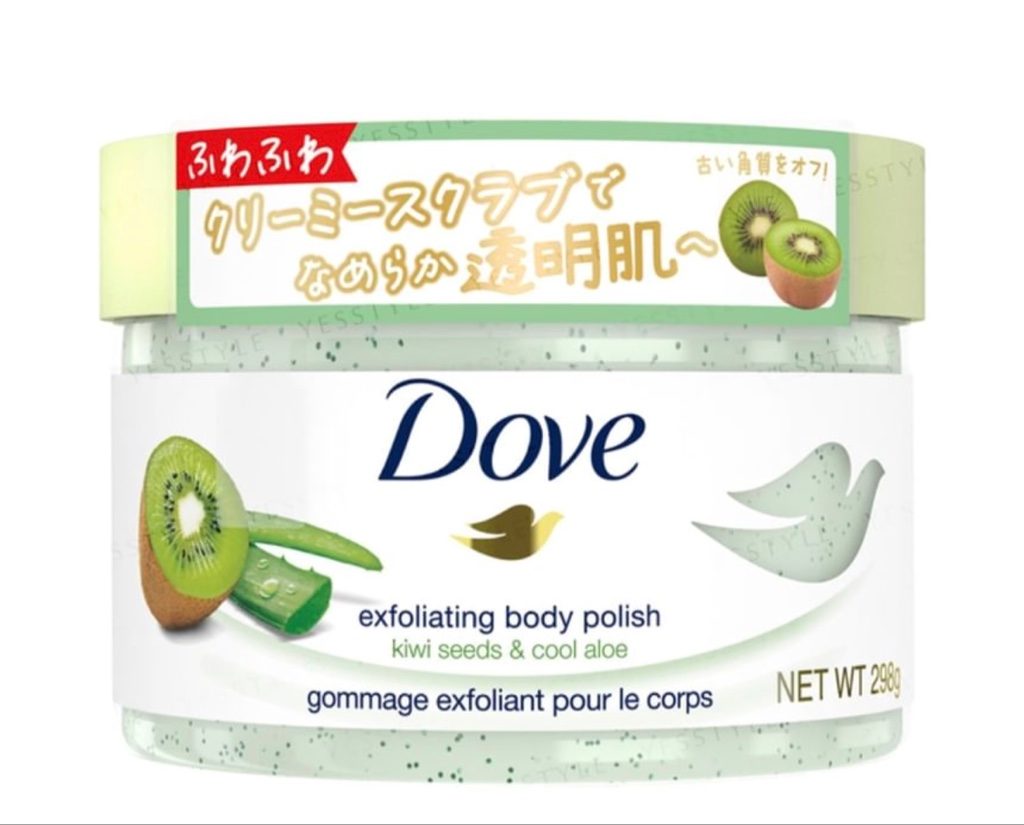 ふわふわ
古い角質をオフ!
クリーミースクラブで
なめらか透明肌へ
Dove
exfoliating body polish
kiwi seeds & cool aloe
gommage exfoliant pour le corps
NET WT 298g
YESSTYLE